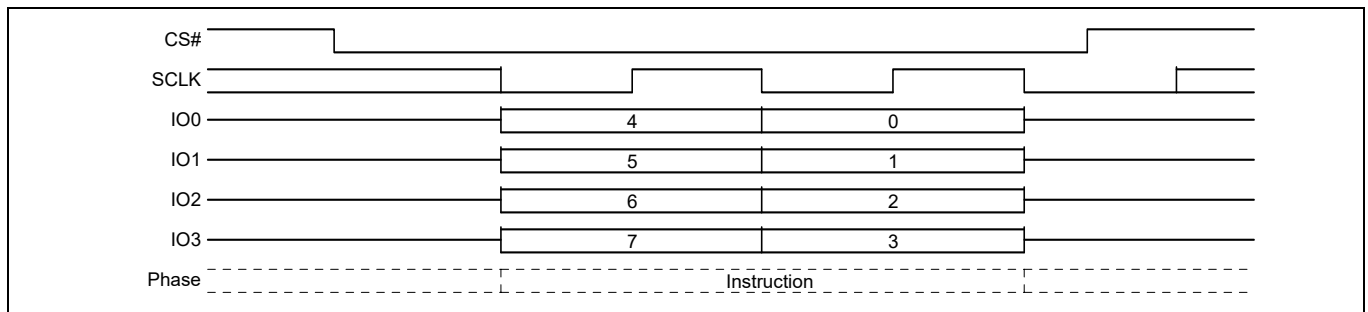 CS#
SCLK
IO0 4 0
IO1 5 1
IO2 6 2
IO3 7 3
Phase Instruction